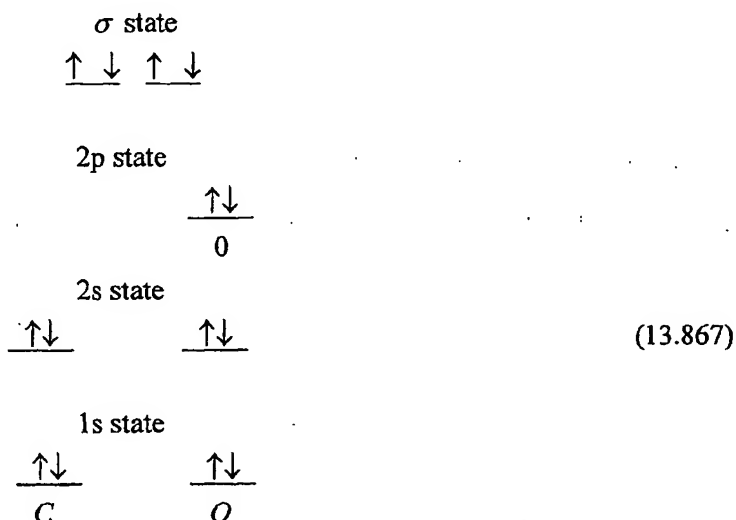 σ state
↑ ↓ ↑ ↓
2p state
↑↓
0
2s state
↑↓ ↑↓ (13.867)
1s state
↑↓ ↑↓
C O